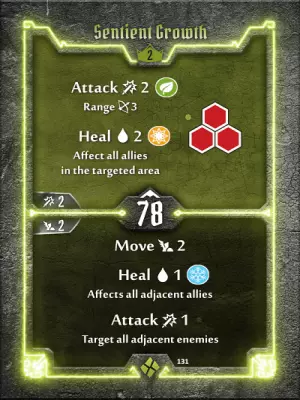 Sentient Growth
2
Attack 2
Range 3
Heal 2
Affect all allies
in the targeted area
2
78
2
Move 2
Heal 1
Affects all adjacent allies
Attack 1
Target all adjacent enemies
131